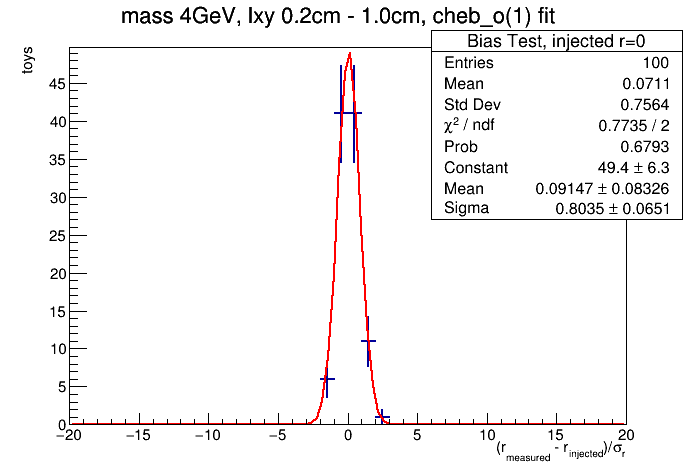 mass 4GeV, lxy 0.2cm - 1.0cm, cheb_o(1) fit
toys
Bias Test, injected r=0
Entries 100
Mean 0.0711
Std Dev 0.7564
χ² / ndf 0.7735 / 2
Prob 0.6793
Constant 49.4 ± 6.3
Mean 0.09147 ± 0.08326
Sigma 0.8035 ± 0.0651
45
40
35
30
25
20
15
10
5
0
−20 −15 −10 −5 0 5 10 15 20
(r_measured - r_injected)/σ_r